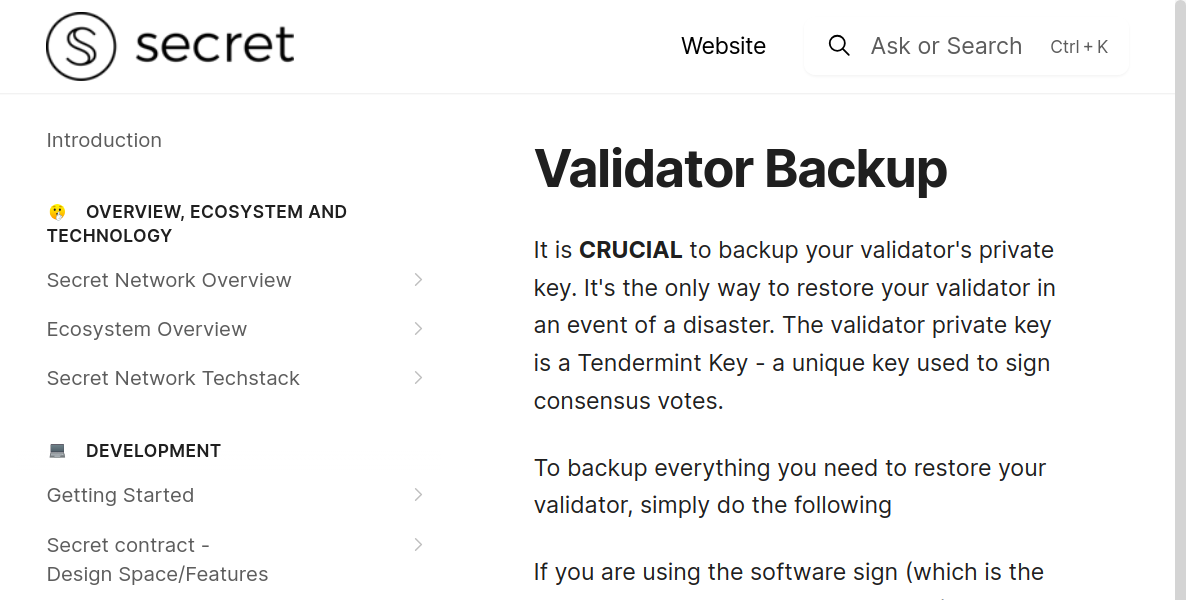 secret
Website
Ask or Search
Ctrl + K
Introduction
OVERVIEW, ECOSYSTEM AND
TECHNOLOGY
Secret Network Overview
Ecosystem Overview
Secret Network Techstack
DEVELOPMENT
Getting Started
Secret contract -
Design Space/Features
Validator Backup
It is CRUCIAL to backup your validator's private
key. It's the only way to restore your validator in
an event of a disaster. The validator private key
is a Tendermint Key - a unique key used to sign
consensus votes.
To backup everything you need to restore your
validator, simply do the following
If you are using the software sign (which is the